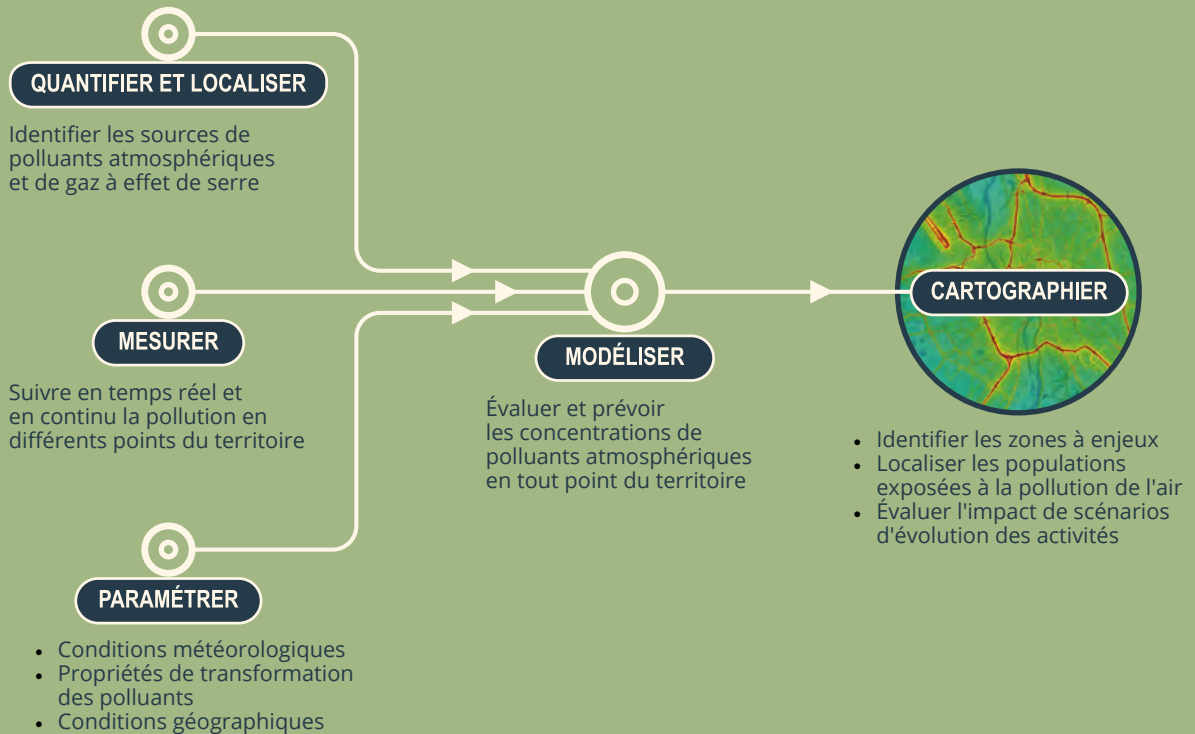 QUANTIFIER ET LOCALISER
Identifier les sources de
polluants atmosphériques
et de gaz à effet de serre
MESURER
Suivre en temps réel et
en continu la pollution en
différents points du territoire
PARAMÉTRER
• Conditions météorologiques
• Propriétés de transformation
des polluants
• Conditions géographiques
MODÉLISER
Évaluer et prévoir
les concentrations de
polluants atmosphériques
en tout point du territoire
CARTOGRAPHIER
• Identifier les zones à enjeux
• Localiser les populations
exposées à la pollution de l'air
• Évaluer l'impact de scénarios
d'évolution des activités